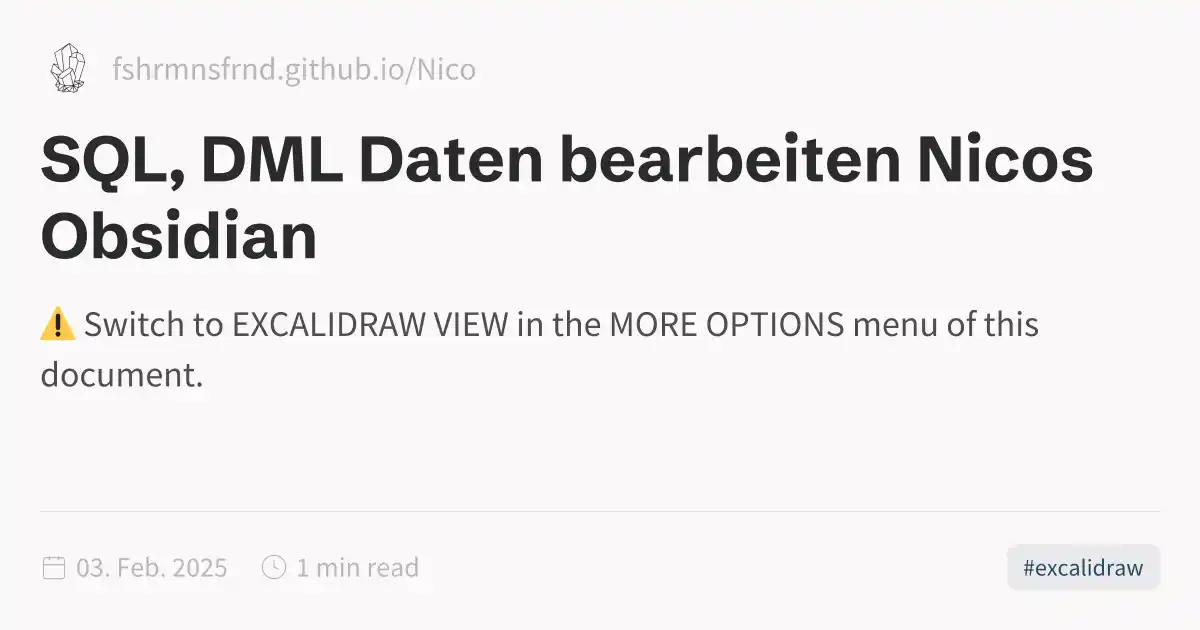 fshrmnsfrnd.github.io/Nico
SQL, DML Daten bearbeiten Nicos
Obsidian
⚠️ Switch to EXCALIDRAW VIEW in the MORE OPTIONS menu of this
document.
03. Feb. 2025
1 min read
#excalidraw